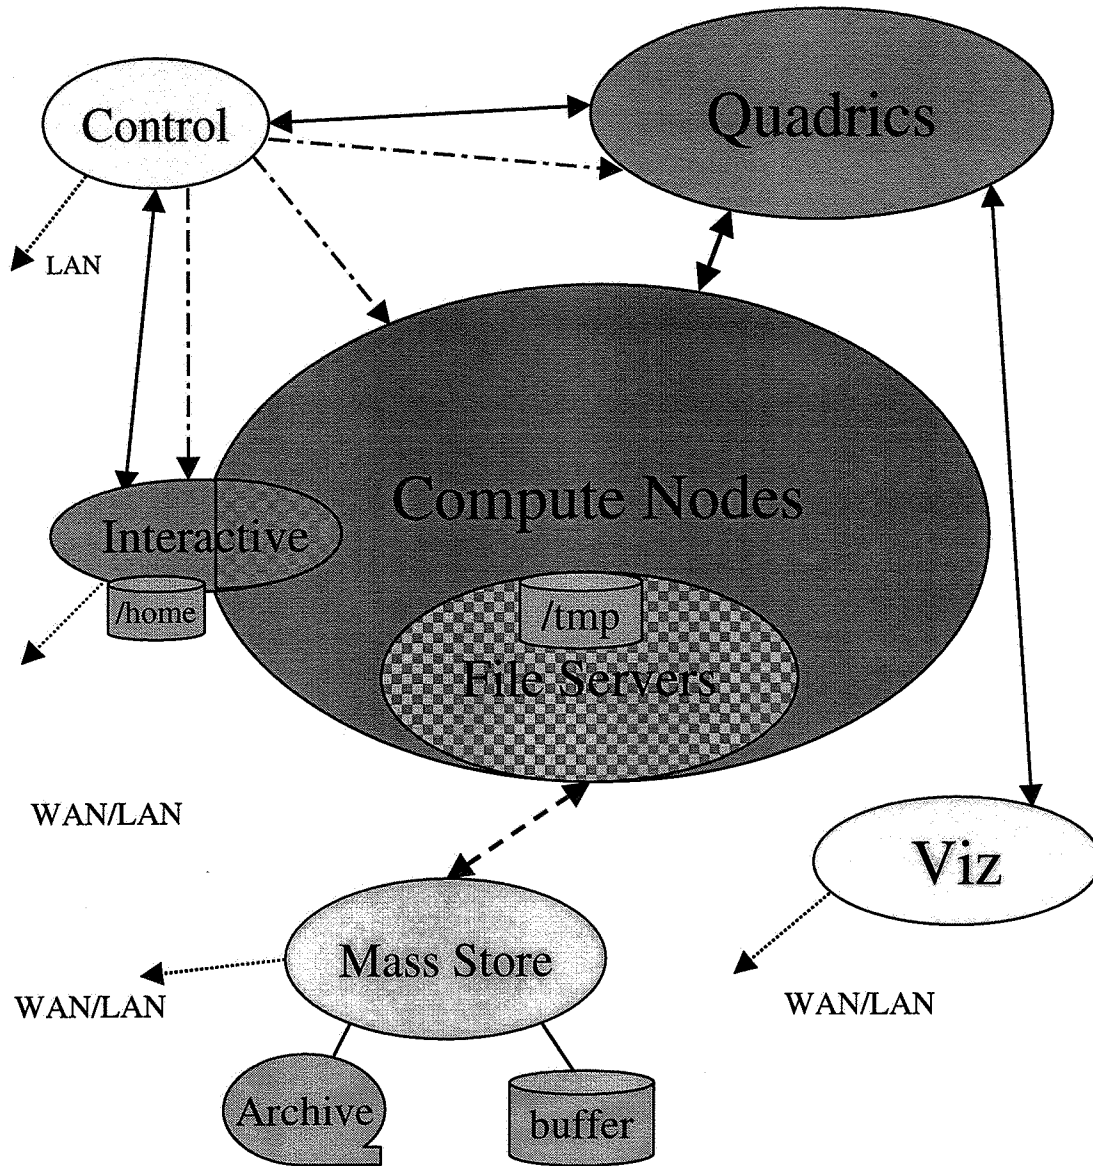 Quadrics
Control
LAN
Compute Nodes
Interactive
/home
/tmp
File Servers
WAN/LAN
Viz
Mass Store
WAN/LAN
WAN/LAN
Archive
buffer